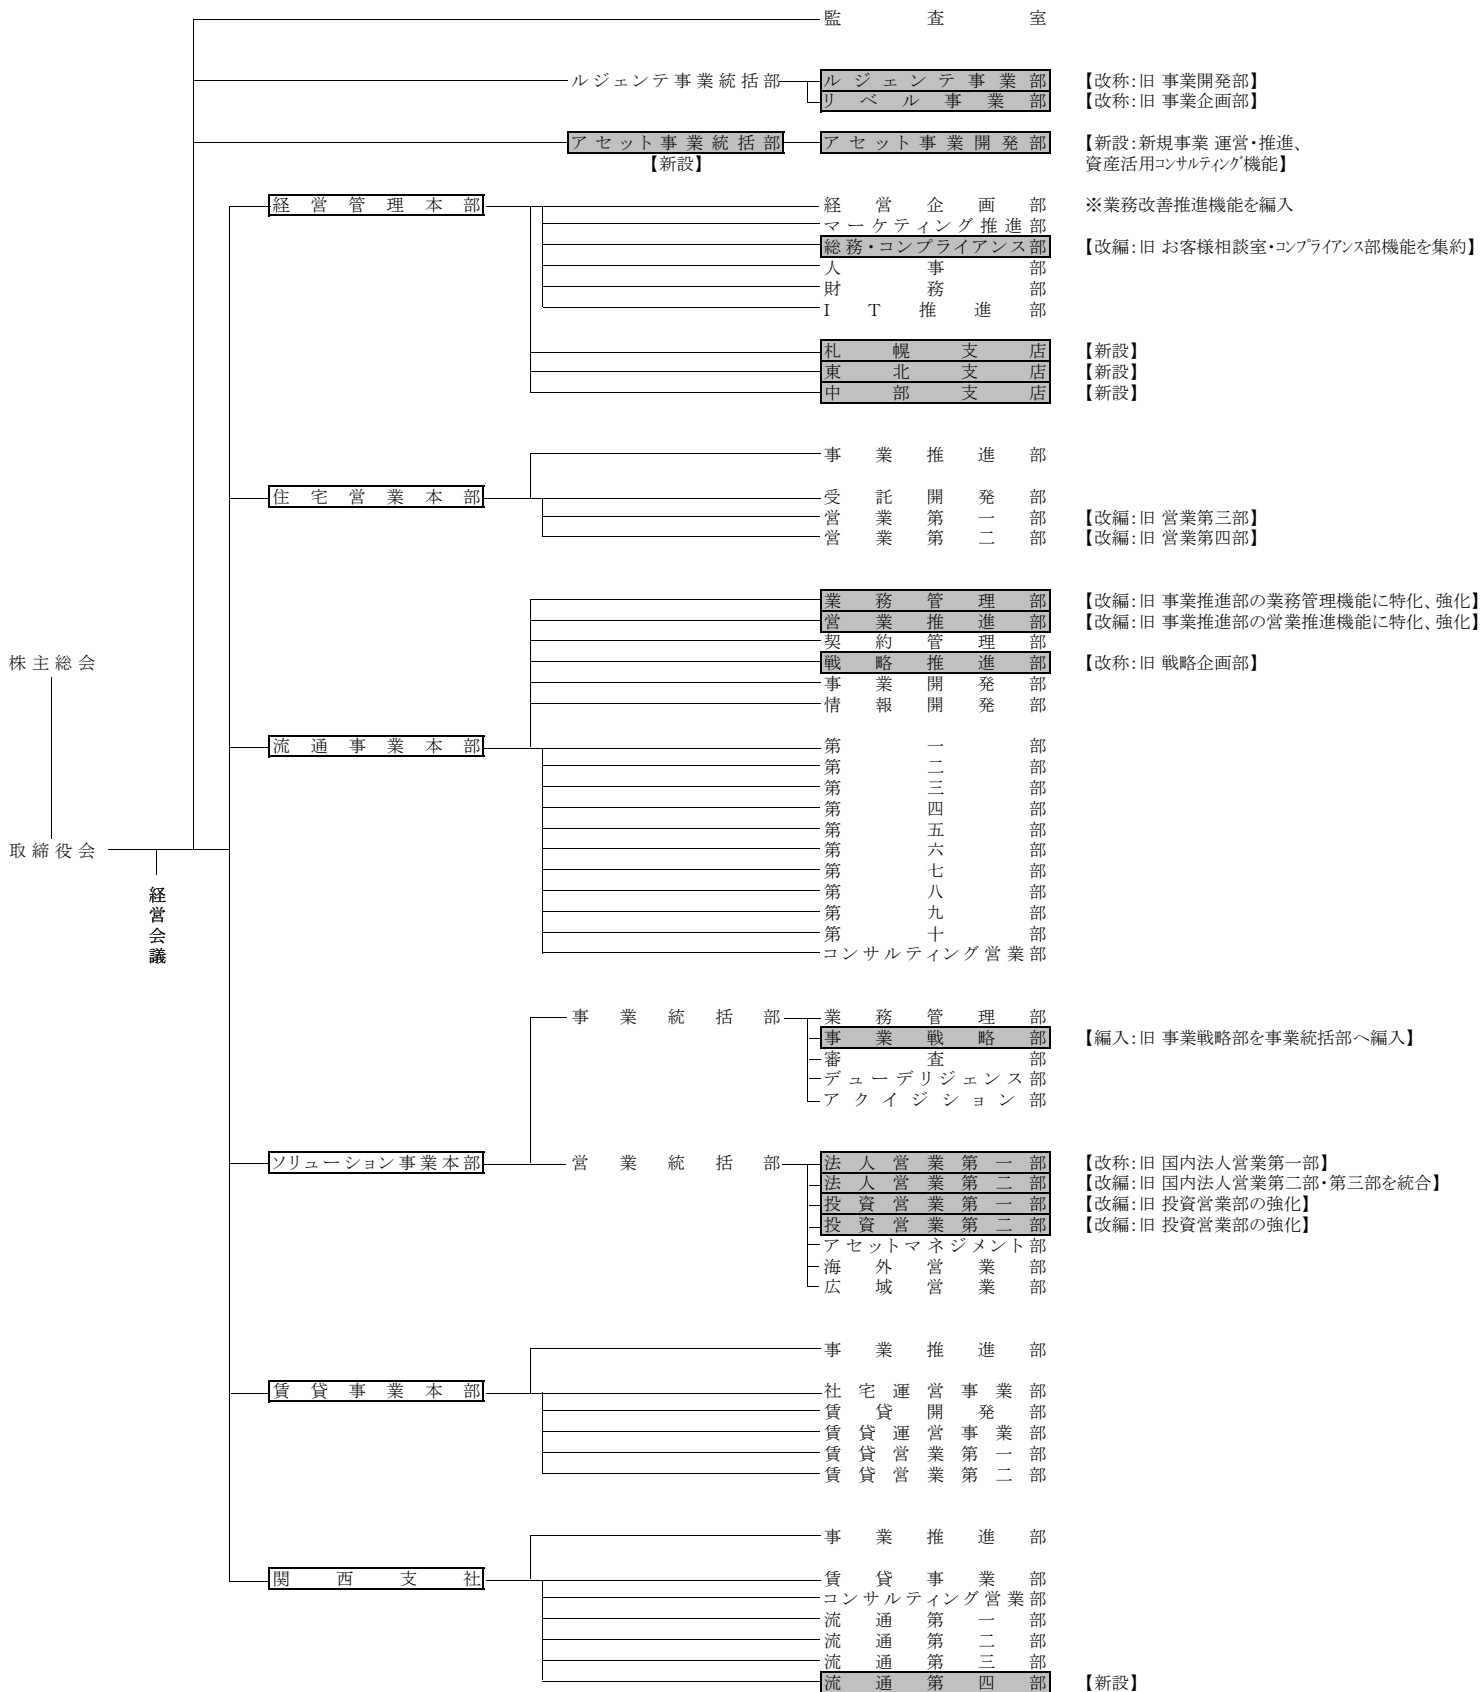 監査室
ルジェンテ事業統括部 ルジェンテ事業部 【改称：旧 事業開発部】
リベル事業部 【改称：旧 事業企画部】
アセット事業統括部 アセット事業開発部 【新設：新規事業 運営・推進、
【新設】 資産活用コンサルティング機能】
経営管理本部 経営企画部 ※業務改善推進機能を編入
マーケティング推進部
総務・コンプライアンス部 【改編：旧 お客様相談室・コンプライアンス部機能を集約】
人事部
財務部
IT推進部
札幌支店 【新設】
東北支店 【新設】
中部支店 【新設】
事業推進部
住宅営業本部 受託開発部
営業第一部 【改編：旧 営業第三部】
営業第二部 【改編：旧 営業第四部】
業務管理部 【改編：旧 事業推進部の業務管理機能に特化、強化】
営業推進部 【改編：旧 事業推進部の営業推進機能に特化、強化】
契約管理部
株主総会 戦略推進部 【改称：旧 戦略企画部】
事業開発部
情報開発部
流通事業本部 第一部
第二部
第三部
第四部
第五部
取締役会 第六部
第七部
経営会議
第八部
第九部
第十部
コンサルティング営業部
事業統括部 業務管理部
事業戦略部 【編入：旧 事業戦略部を事業統括部へ編入】
審査部
デューデリジェンス部
アクイジション部
ソリューション事業本部 営業統括部 法人営業第一部 【改称：旧 国内法人営業第一部】
法人営業第二部 【改編：旧 国内法人営業第二部・第三部を統合】
投資営業第一部 【改編：旧 投資営業部の強化】
投資営業第二部 【改編：旧 投資営業部の強化】
アセットマネジメント部
海外営業部
広域営業部
事業推進部
賃貸事業本部 社宅運営事業部
賃貸開発部
賃貸運営事業部
賃貸営業第一部
賃貸営業第二部
事業推進部
関西支社 賃貸事業部
コンサルティング営業部
流通第一部
流通第二部
流通第三部
流通第四部 【新設】